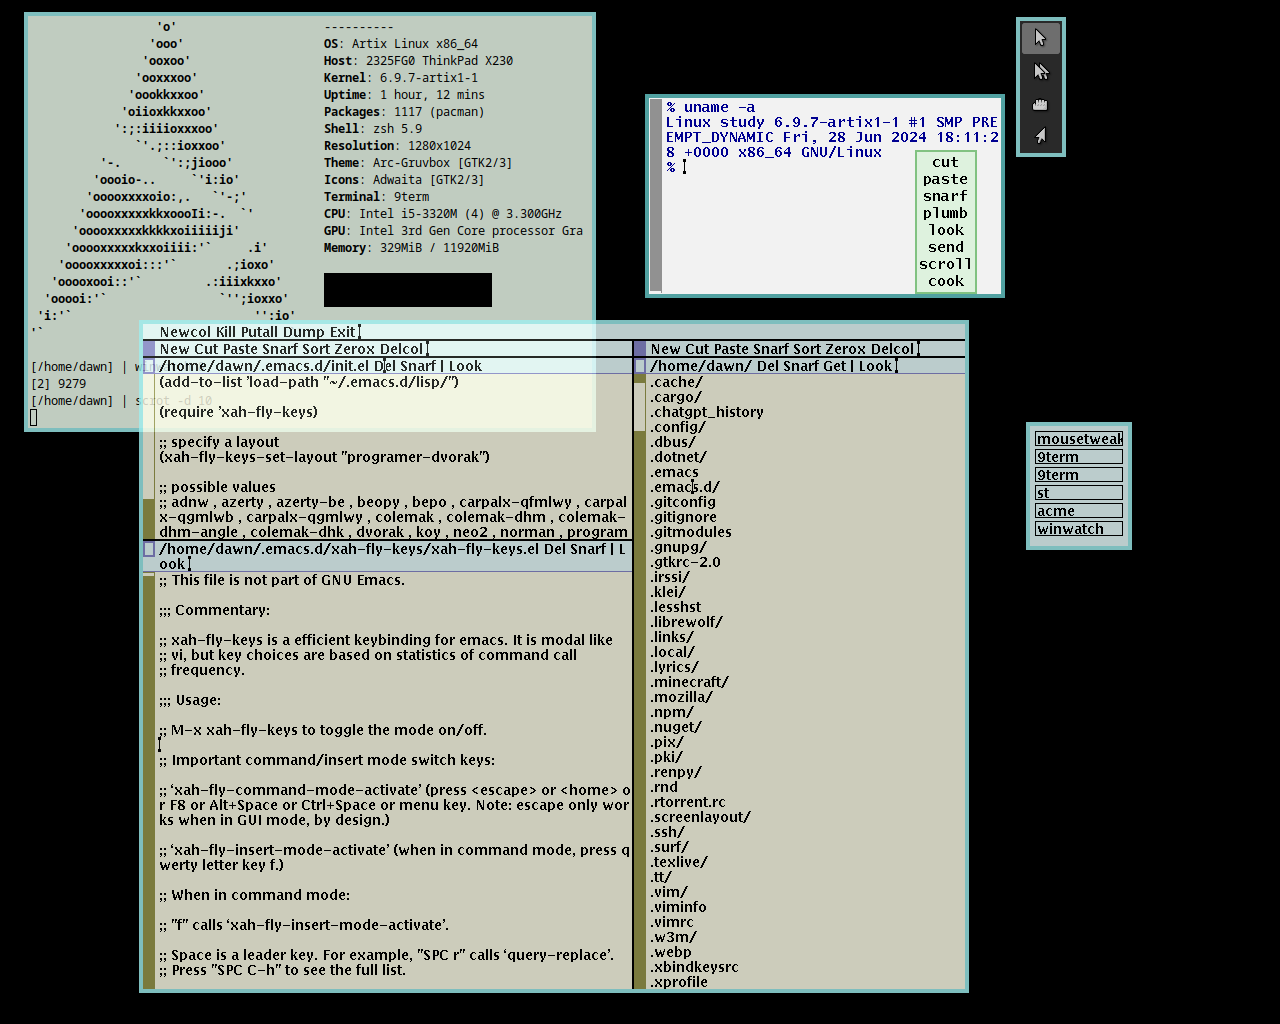 'o'
'ooo'
'ooxoo'
'ooxxxoo'
'oookkxxoo'
'oiioxkkxxoo'
':;:iiiioxxxoo'
`'.;::ioxxoo'
'-. `':;jiooo'
'oooio-.. `'i:io'
'ooooxxxxoio:,. `'-;'
'ooooxxxxxkkxoooIi:-. `'
'ooooxxxxxkkkkxoiiiiiji'
'ooooxxxxxkxxoiiii:'` .i'
'ooooxxxxxoi:::'` .;ioxo'
'ooooxooi::'` .:iiixkxxo'
'ooooi:'` `'';ioxxo'
'i:'` '':io'
'`
----------
OS: Artix Linux x86_64
Host: 2325FG0 ThinkPad X230
Kernel: 6.9.7-artix1-1
Uptime: 1 hour, 12 mins
Packages: 1117 (pacman)
Shell: zsh 5.9
Resolution: 1280x1024
Theme: Arc-Gruvbox [GTK2/3]
Icons: Adwaita [GTK2/3]
Terminal: 9term
CPU: Intel i5-3320M (4) @ 3.300GHz
GPU: Intel 3rd Gen Core processor Gra
Memory: 329MiB / 11920MiB
[/home/dawn] |
[2] 9279
[/home/dawn] | scrot -d 10
% uname -a
Linux study 6.9.7-artix1-1 #1 SMP PRE
EMPT_DYNAMIC Fri, 28 Jun 2024 18:11:2
8 +0000 x86_64 GNU/Linux
%
cut
paste
snarf
plumb
look
send
scroll
cook
Newcol Kill Putall Dump Exit
New Cut Paste Snarf Sort Zerox Delcol
/home/dawn/.emacs.d/init.el Del Snarf | Look
(add-to-list 'load-path "~/.emacs.d/lisp/")
(require 'xah-fly-keys)
;; specify a layout
(xah-fly-keys-set-layout "programer-dvorak")
;; possible values
;; adnw , azerty , azerty-be , beopy , bepo , carpalx-qfmlwy , carpal
x-qgmlwb , carpalx-qgmlwy , colemak , colemak-dhm , colemak-
dhm-angle , colemak-dhk , dvorak , koy , neo2 , norman , program
/home/dawn/.emacs.d/xah-fly-keys/xah-fly-keys.el Del Snarf | L
ook
;; This file is not part of GNU Emacs.
;;; Commentary:
;; xah-fly-keys is a efficient keybinding for emacs. It is modal like
;; vi, but key choices are based on statistics of command call
;; frequency.
;;; Usage:
;; M-x xah-fly-keys to toggle the mode on/off.
;; Important command/insert mode switch keys:
;; ‘xah-fly-command-mode-activate’ (press <escape> or <home> o
r F8 or Alt+Space or Ctrl+Space or menu key. Note: escape only wor
ks when in GUI mode, by design.)
;; ‘xah-fly-insert-mode-activate’ (when in command mode, press q
werty letter key f.)
;; When in command mode:
;; "f" calls ‘xah-fly-insert-mode-activate’.
;; Space is a leader key. For example, "SPC r" calls ‘query-replace’.
;; Press "SPC C-h" to see the full list.
New Cut Paste Snarf Sort Zerox Delcol
/home/dawn/ Del Snarf Get | Look
.cache/
.cargo/
.chatgpt_history
.config/
.dbus/
.dotnet/
.emacs
.emacs.d/
.gitconfig
.gitignore
.gitmodules
.gnupg/
.gtkrc-2.0
.irssi/
.klei/
.lesshst
.librewolf/
.links/
.local/
.lyrics/
.minecraft/
.mozilla/
.npm/
.nuget/
.pix/
.pki/
.renpy/
.rnd
.rtorrent.rc
.screenlayout/
.ssh/
.surf/
.texlive/
.tt/
.vim/
.viminfo
.vimrc
.w3m/
.webp
.xbindkeysrc
.xprofile
mousetweak
9term
9term
st
acme
winwatch